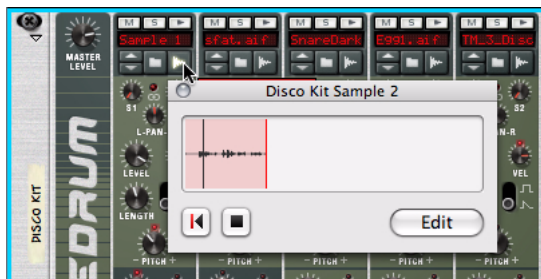 M S M S M S M S M S
Sample 1 sfat.aif SnareDark E991.aif TM_3_Disc
MASTER
LEVEL
Disco Kit Sample 2
S1
S2
L-PAN-
AN-R
LEVEL
VEL
LENGTH
Edit
- PITCH + - PITCH + - PITCH + - PITCH + - PITCH +
DISCO KIT
EDRUM